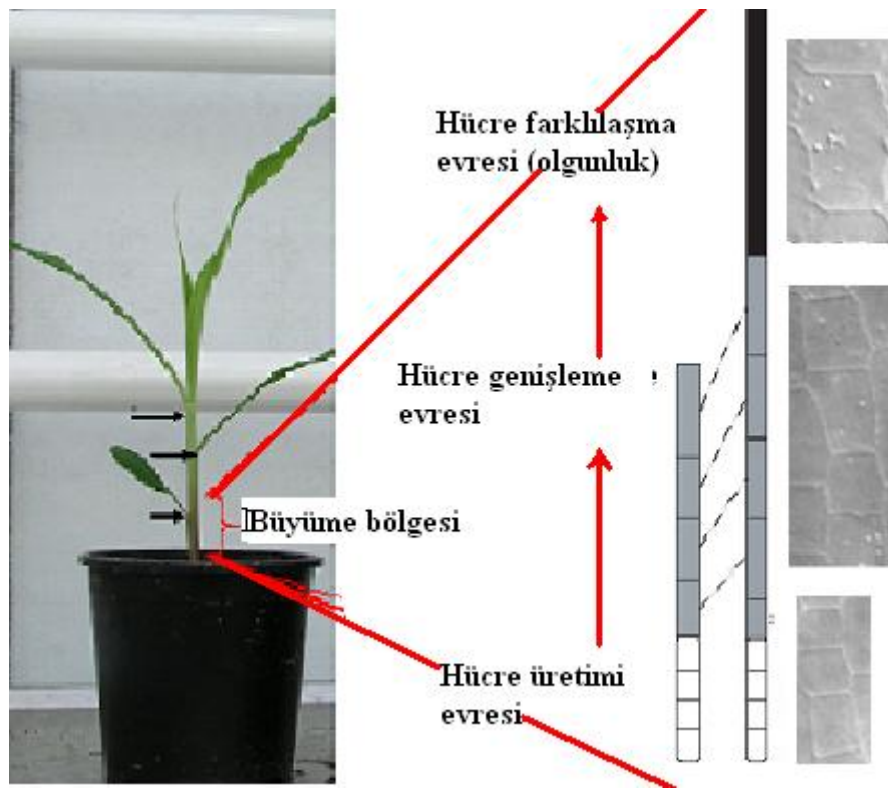 Hücre farklılaşma
evresi (olgunluk)
Hücre genişleme
evresi
Büyüme bölgesi
Hücre üretimi
evresi